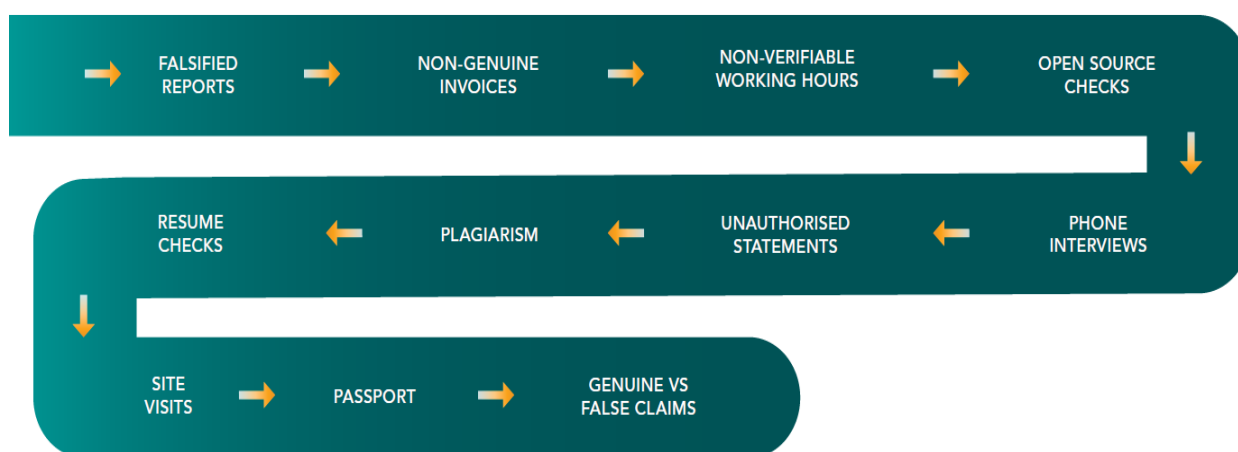 FALSIFIED
REPORTS
NON-GENUINE
INVOICES
NON-VERIFIABLE
WORKING HOURS
OPEN SOURCE
CHECKS
PHONE
INTERVIEWS
UNAUTHORISED
STATEMENTS
PLAGIARISM
RESUME
CHECKS
SITE
VISITS
PASSPORT
GENUINE VS
FALSE CLAIMS